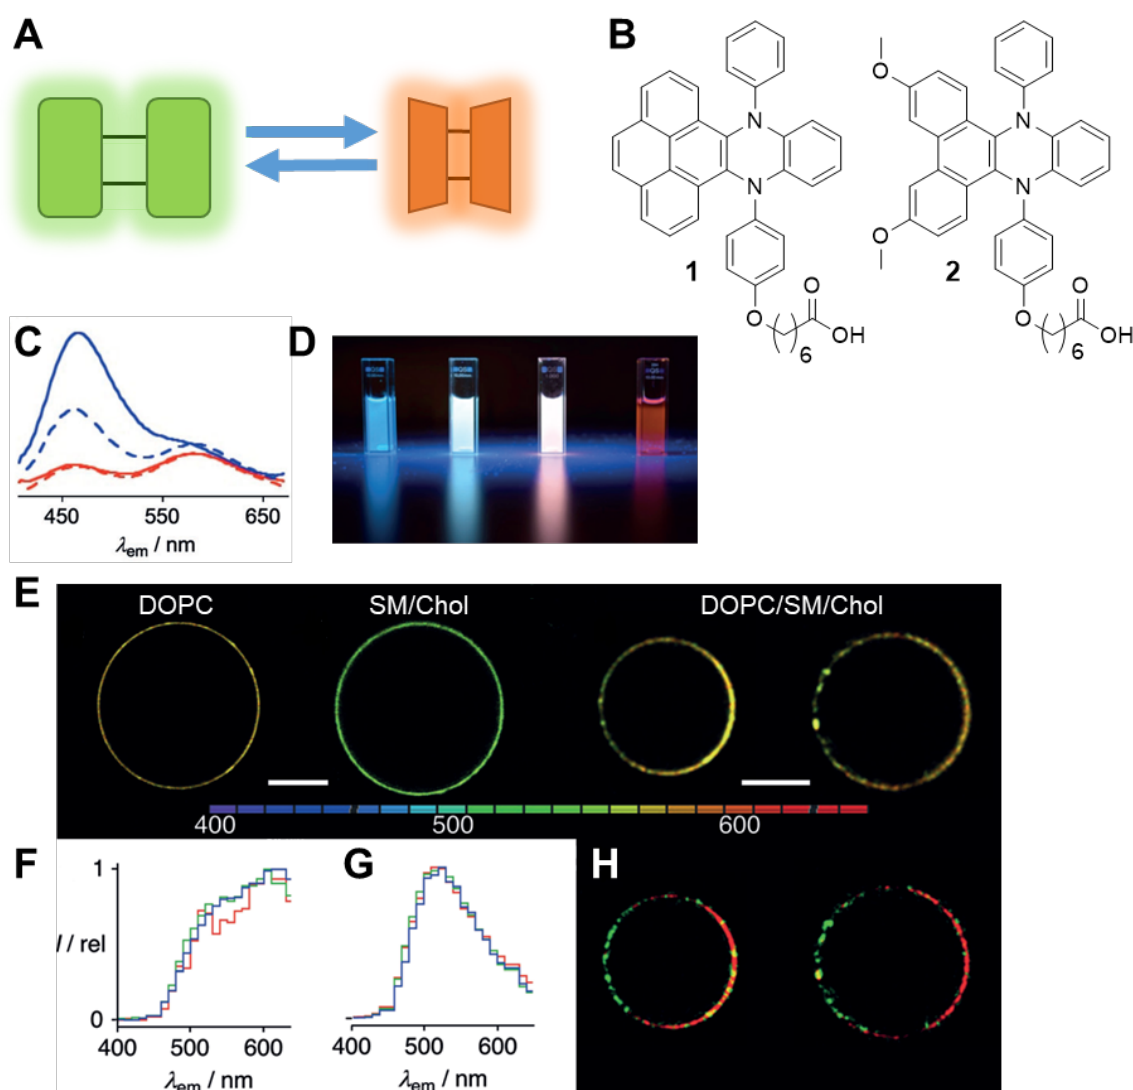 A
B
N
N
O
O
OH
6
1
O
O
N
N
O
O
OH
6
2
C
450
550
650
λem / nm
D
E
DOPC
SM/Chol
DOPC/SM/Chol
400
500
600
F
1
I / rel
0
400
500
600
λem / nm
G
400
500
600
λem / nm
H